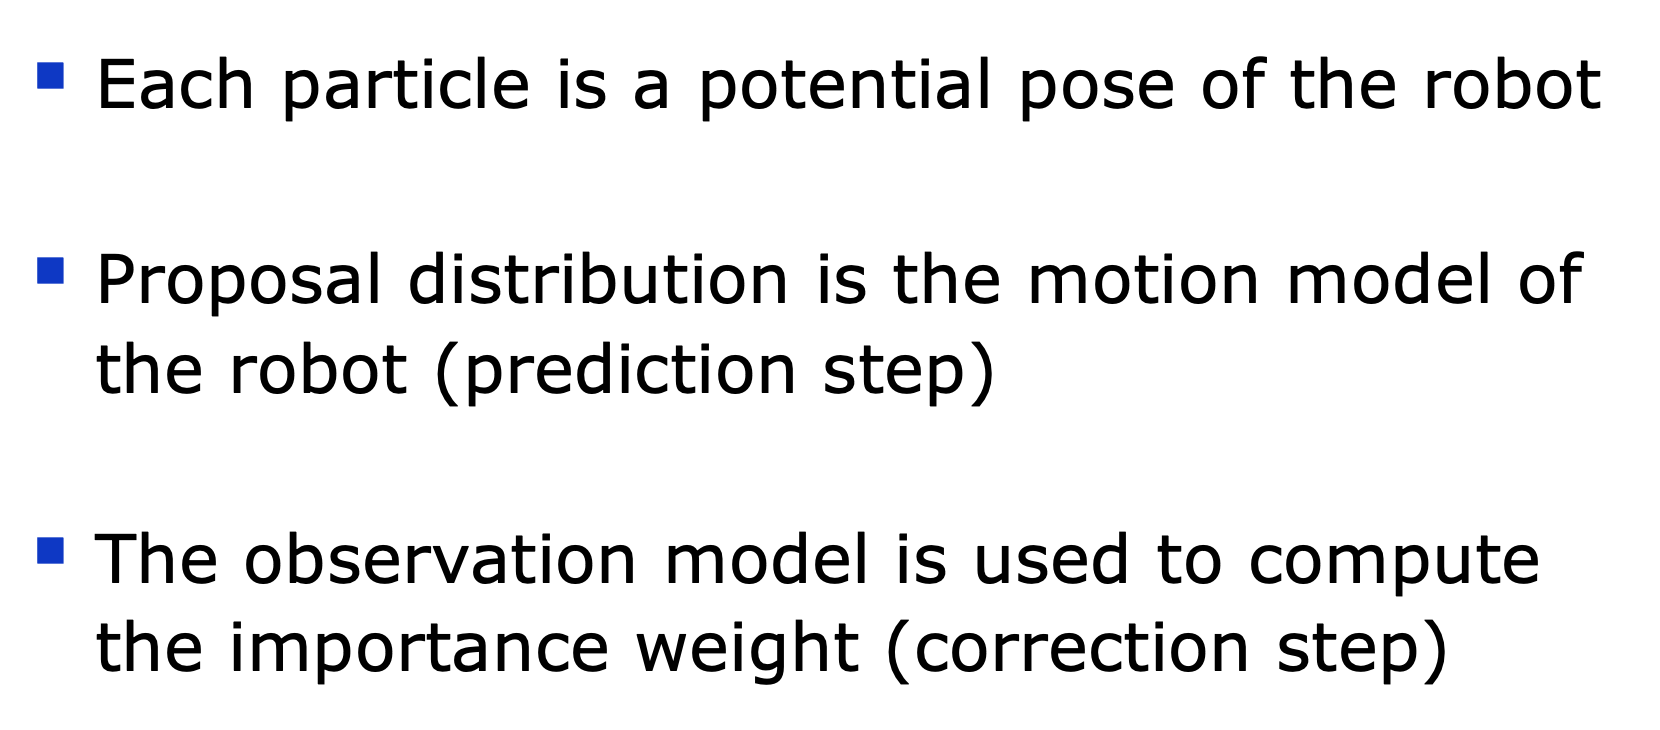 Each particle is a potential pose of the robot
Proposal distribution is the motion model of
the robot (prediction step)
The observation model is used to compute
the importance weight (correction step)